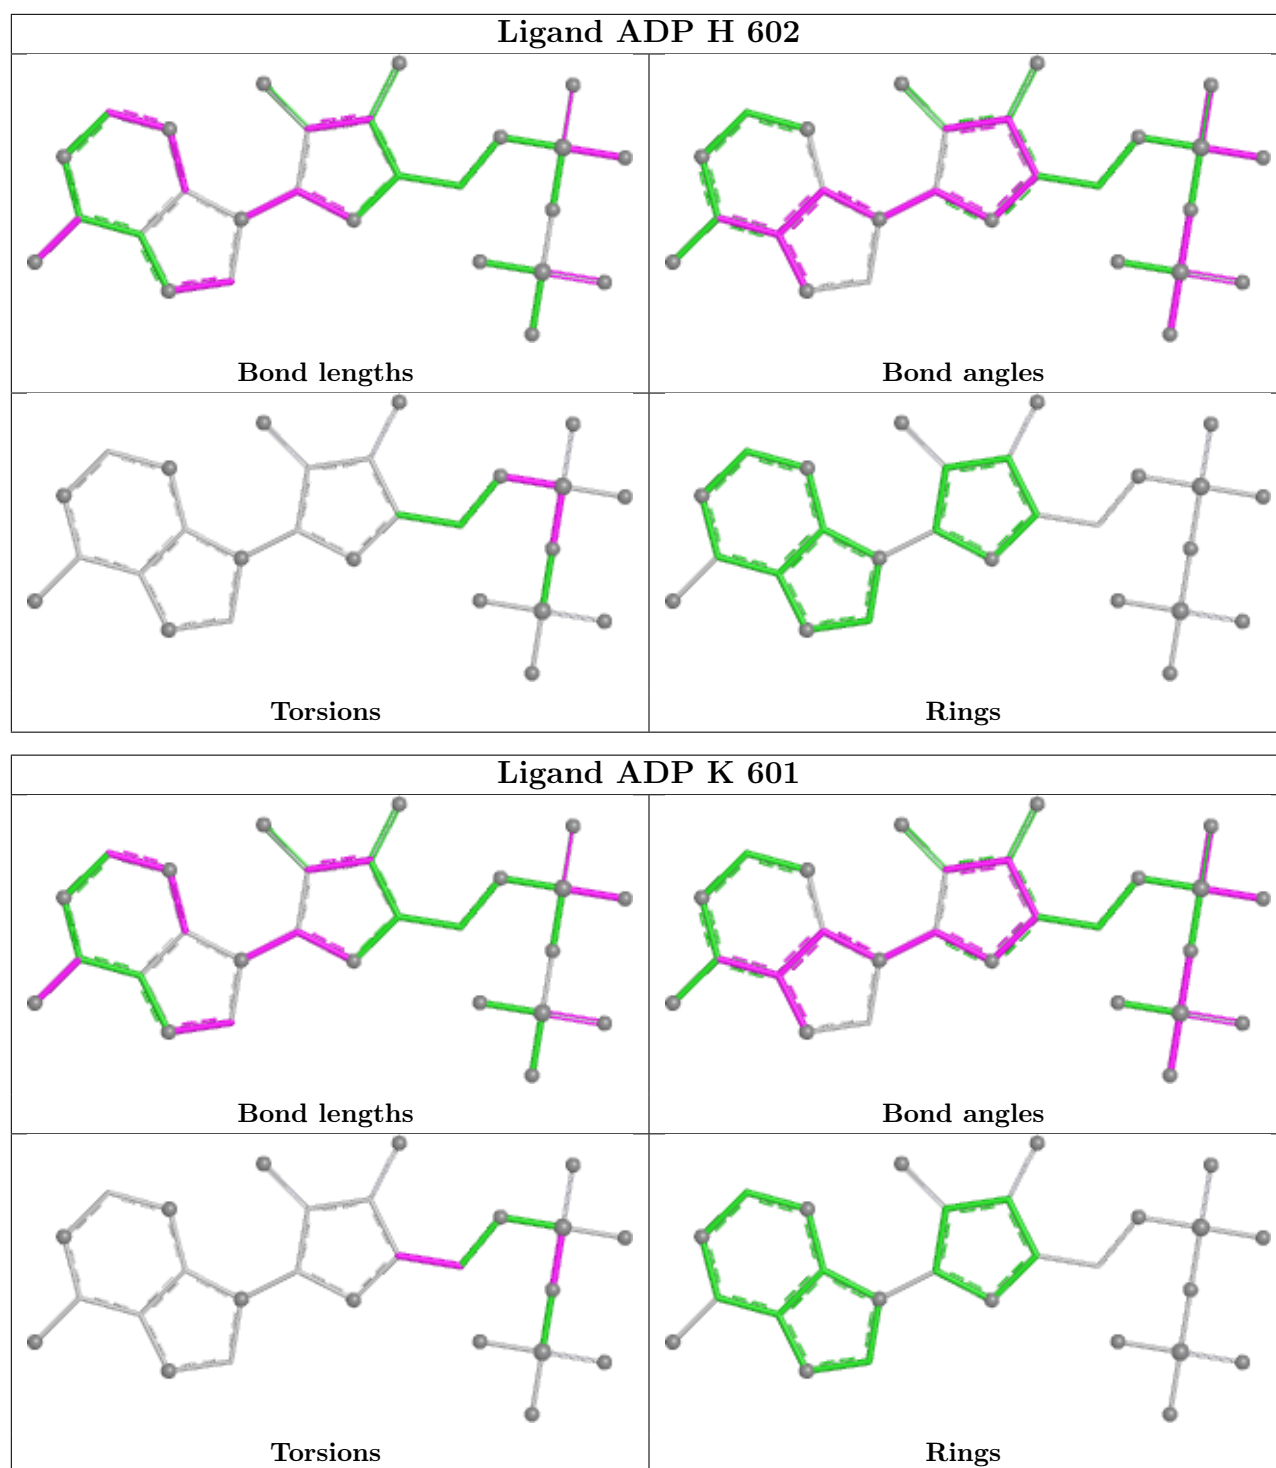 Ligand ADP H 602
Bond lengths
Bond angles
Torsions
Rings
Ligand ADP K 601
Bond lengths
Bond angles
Torsions
Rings